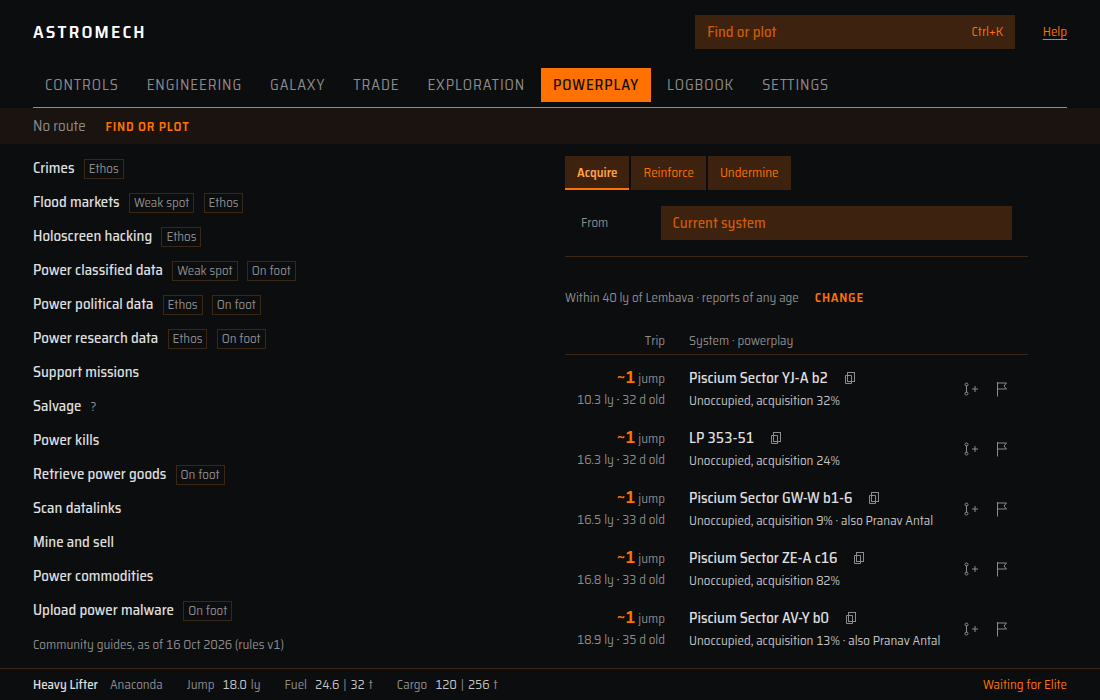 ASTROMECH
Find or plot Ctrl+K
Help
CONTROLS ENGINEERING GALAXY TRADE EXPLORATION POWERPLAY LOGBOOK SETTINGS
No route FIND OR PLOT
Crimes Ethos
Flood markets Weak spot Ethos
Holoscreen hacking Ethos
Power classified data Weak spot On foot
Power political data Ethos On foot
Power research data Ethos On foot
Support missions
Salvage ?
Power kills
Retrieve power goods On foot
Scan datalinks
Mine and sell
Power commodities
Upload power malware On foot
Community guides, as of 16 Oct 2026 (rules v1)
Acquire Reinforce Undermine
From Current system
Within 40 ly of Lembava · reports of any age CHANGE
Trip System · powerplay
~1 jump Piscium Sector YJ-A b2
10.3 ly · 32 d old Unoccupied, acquisition 32%
~1 jump LP 353-51
16.3 ly · 32 d old Unoccupied, acquisition 24%
~1 jump Piscium Sector GW-W b1-6
16.5 ly · 33 d old Unoccupied, acquisition 9% · also Pranav Antal
~1 jump Piscium Sector ZE-A c16
16.8 ly · 33 d old Unoccupied, acquisition 82%
~1 jump Piscium Sector AV-Y b0
18.9 ly · 35 d old Unoccupied, acquisition 13% · also Pranav Antal
Heavy Lifter Anaconda Jump 18.0 ly Fuel 24.6 | 32 t Cargo 120 | 256 t Waiting for Elite